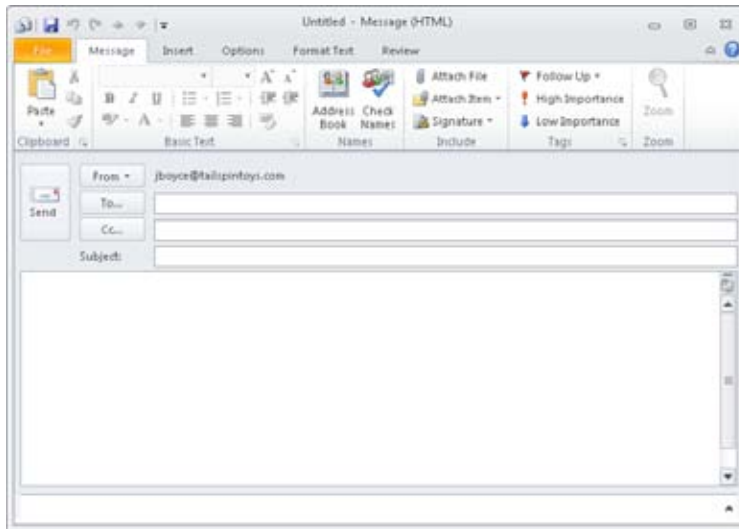 Untitled - Message (HTML)
File Message Insert Options Format Text Review
Paste
B I U
A A
Address Book
Check Names
Attach File
Attach Item
Signature
Follow Up
High Importance
Low Importance
Zoom
Clipboard Basic Text Names Include Tags Zoom
Send
From jboyce@tailspintoys.com
To...
Cc...
Subject: